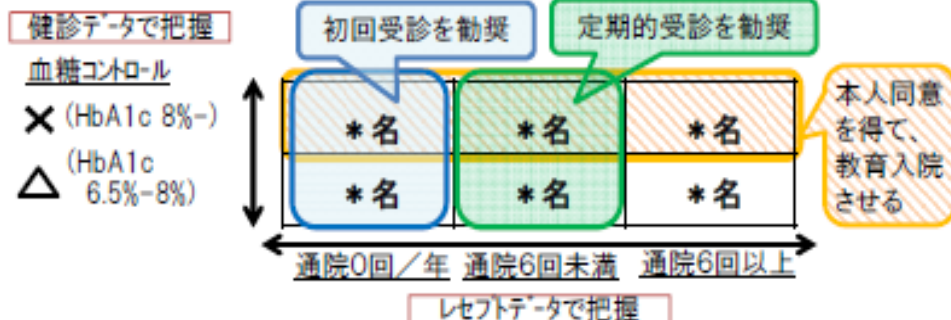 健診データで把握
初回受診を勧奨
定期的受診を勧奨
血糖コントロール
× (HbA1c 8%-)
△ (HbA1c
6.5%-8%)
*名
*名
*名
*名
*名
*名
本人同意
を得て、
教育入院
させる
通院0回/年
通院6回未満
通院6回以上
レセプトデータで把握